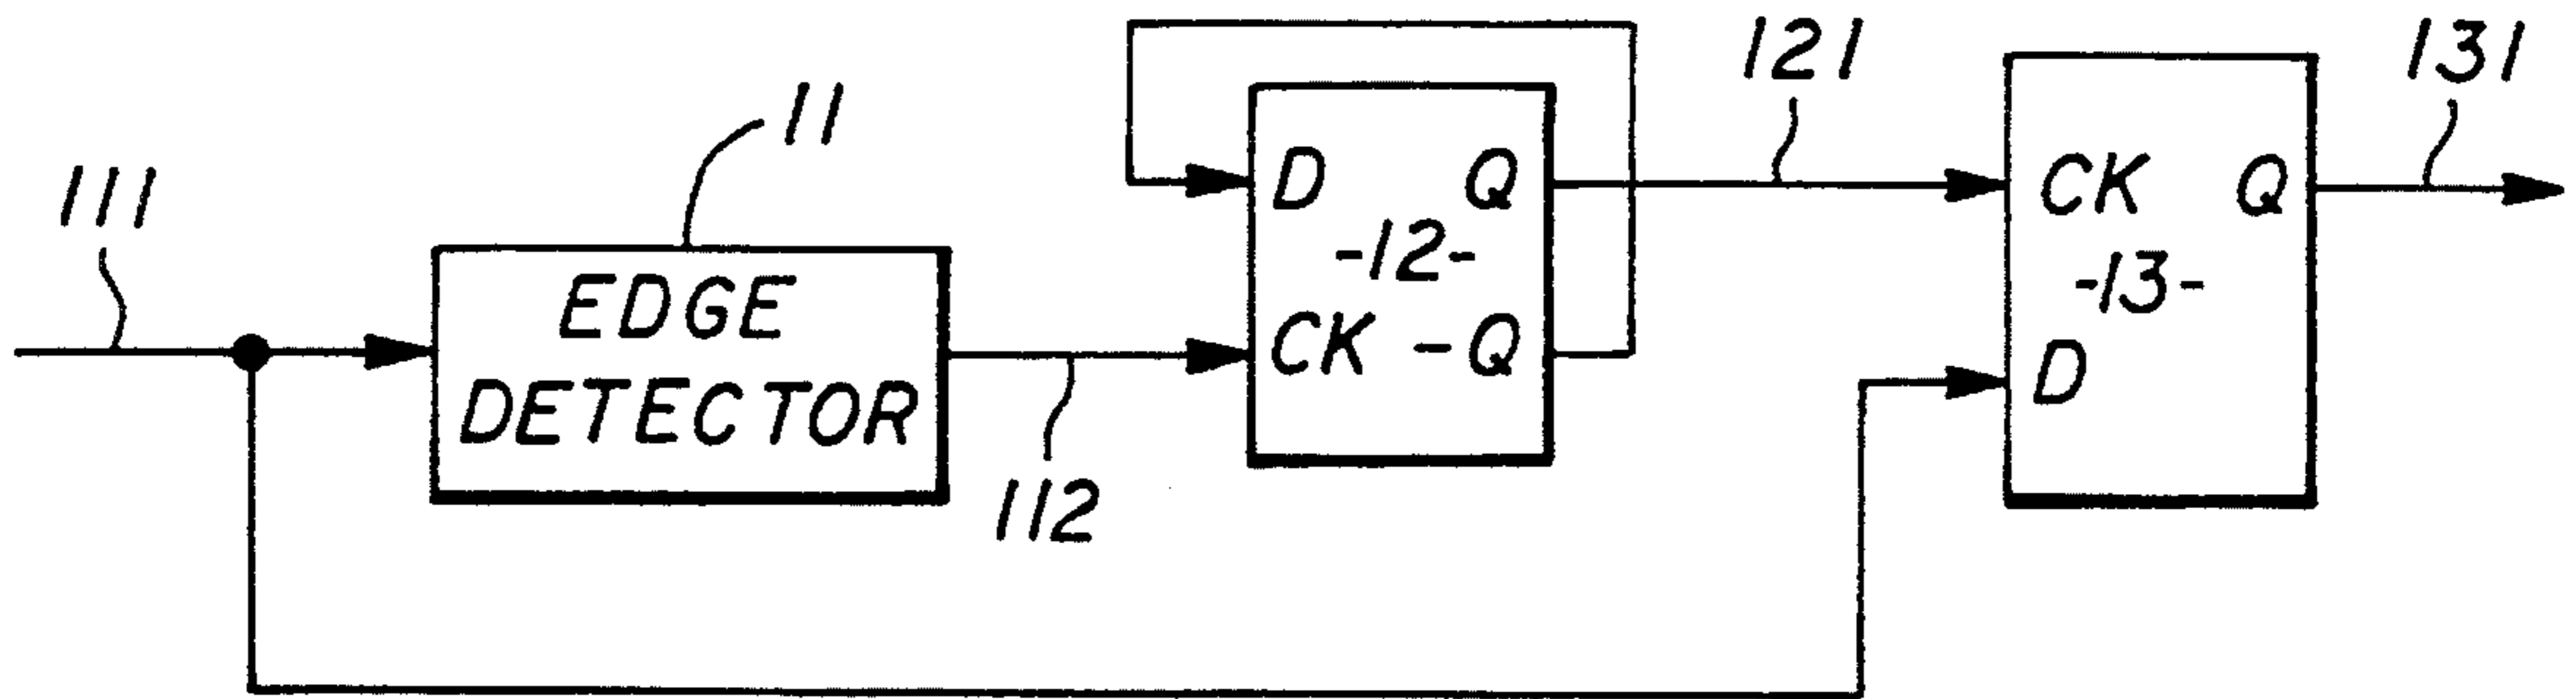 111
11
EDGE
DETECTOR
112
D Q
-12-
CK -Q
121
CK Q
-13-
D
131